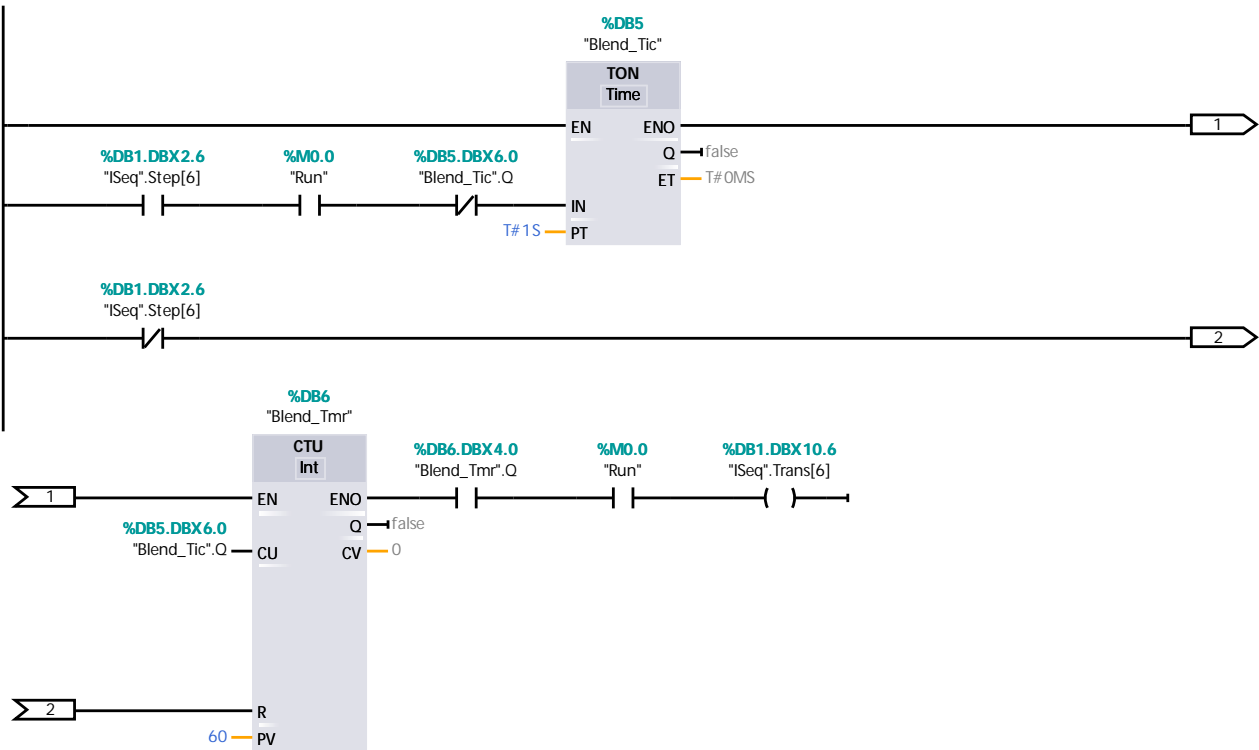 %DB5
"Blend_Tic"
TON
Time
EN ENO
1
%DB1.DBX2.6 %M0.0 %DB5.DBX6.0
"ISeq".Step[6] "Run" "Blend_Tic".Q
Q false
ET T#0MS
IN
T#1S PT
%DB1.DBX2.6
"ISeq".Step[6]
2
%DB6
"Blend_Tmr"
CTU
Int
%DB6.DBX4.0 %M0.0 %DB1.DBX10.6
"Blend_Tmr".Q "Run" "ISeq".Trans[6]
1 EN ENO
%DB5.DBX6.0 Q false
"Blend_Tic".Q CU CV 0
2 R
60 PV